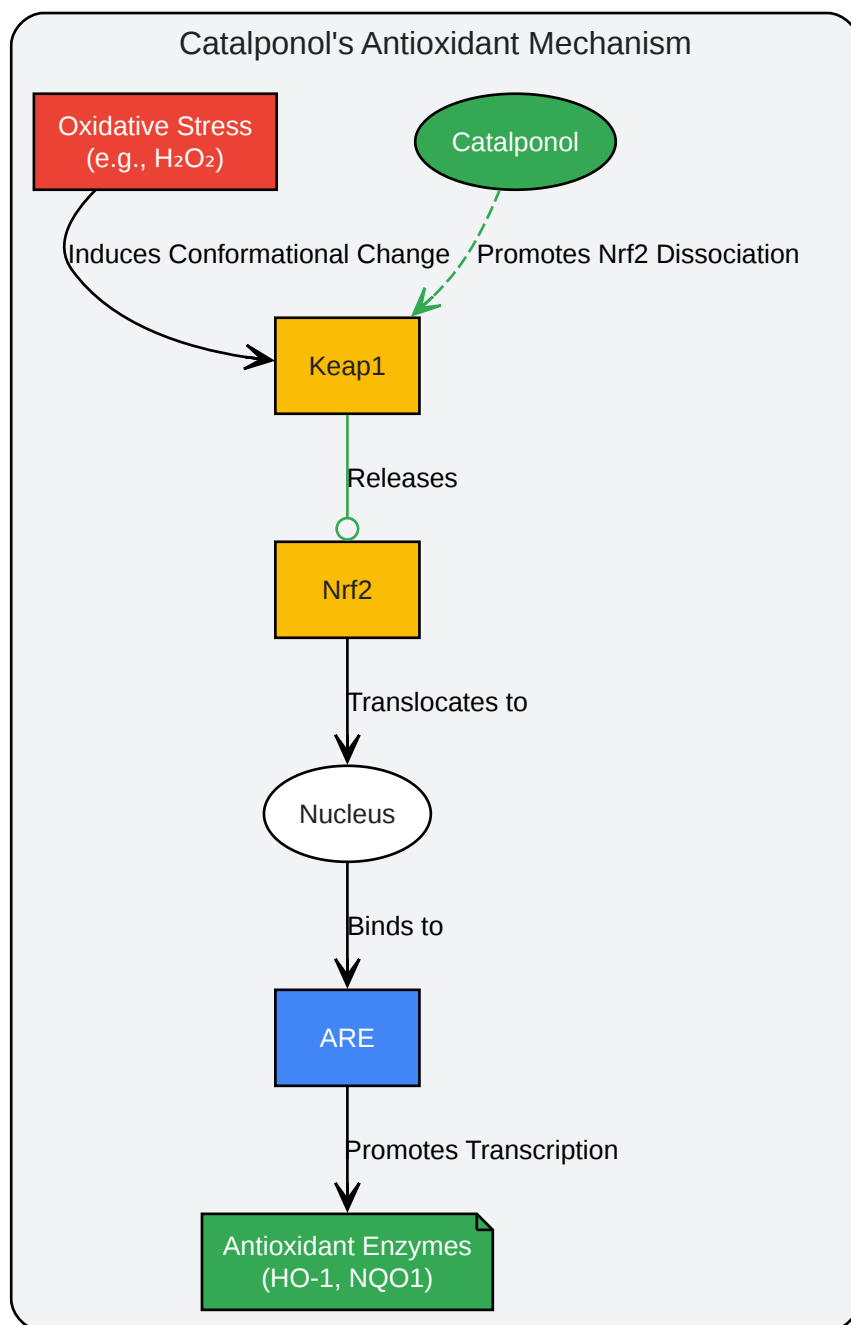 Catalponol's Antioxidant Mechanism
Oxidative Stress
(e.g., H₂O₂)
Catalponol
Induces Conformational Change
Promotes Nrf2 Dissociation
Keap1
Releases
Nrf2
Translocates to
Nucleus
Binds to
ARE
Promotes Transcription
Antioxidant Enzymes
(HO-1, NQO1)